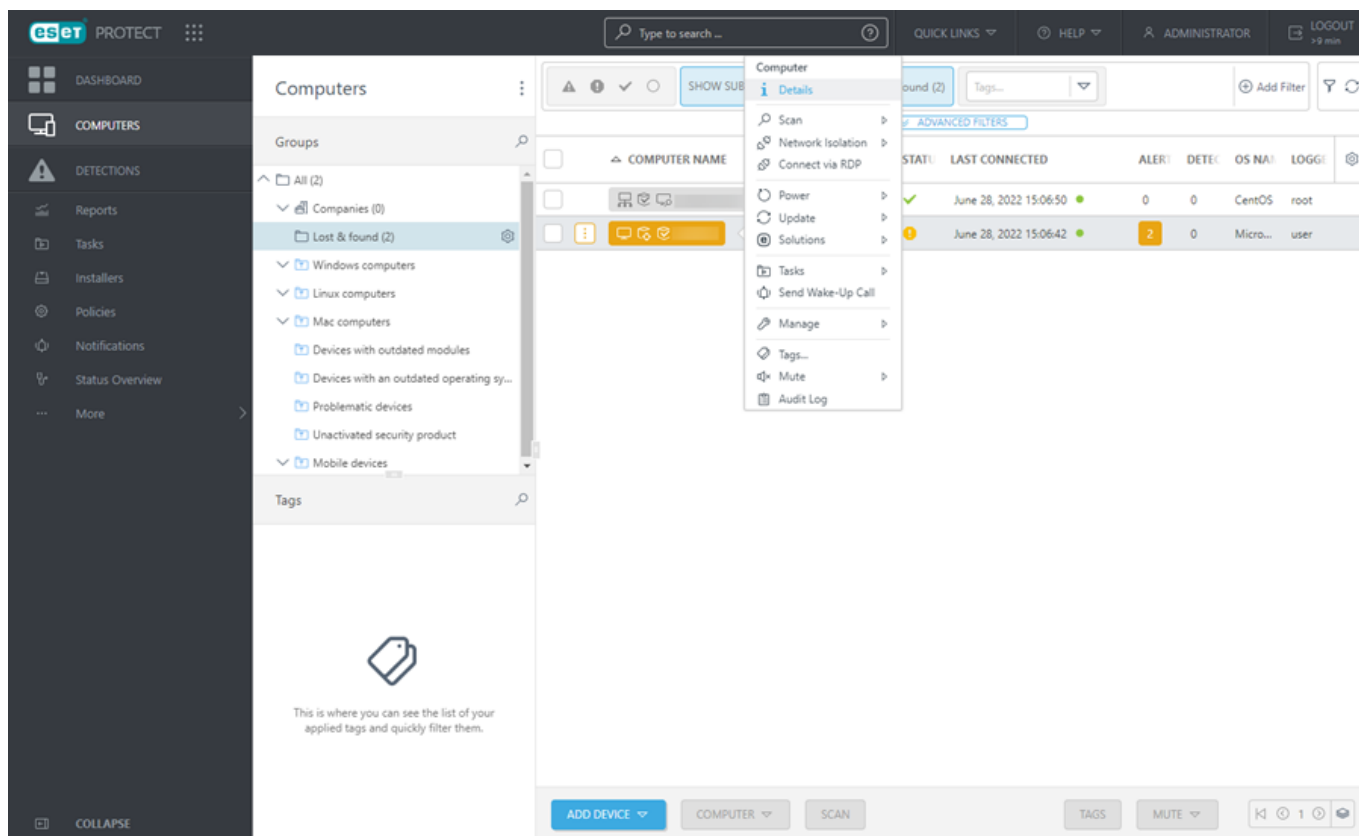 eset PROTECT
Type to search ...
QUICK LINKS
HELP
ADMINISTRATOR
LOGOUT
>9 min
DASHBOARD
COMPUTERS
DETECTIONS
Reports
Tasks
Installers
Policies
Notifications
Status Overview
More
COLLAPSE
Computers
Groups
All (2)
Companies (0)
Lost & found (2)
Windows computers
Linux computers
Mac computers
Devices with outdated modules
Devices with an outdated operating sy...
Problematic devices
Unactivated security product
Mobile devices
Tags
This is where you can see the list of your
applied tags and quickly filter them.
SHOW SUB
ound (2)
Tags...
Add Filter
ADVANCED FILTERS
COMPUTER NAME
STATU
LAST CONNECTED
ALERT
DETEC
OS NAM
LOGGE
June 28, 2022 15:06:50
0
0
CentOS
root
June 28, 2022 15:06:42
2
0
Micro...
user
Computer
Details
Scan
Network Isolation
Connect via RDP
Power
Update
Solutions
Tasks
Send Wake-Up Call
Manage
Tags...
Mute
Audit Log
ADD DEVICE
COMPUTER
SCAN
TAGS
MUTE
1